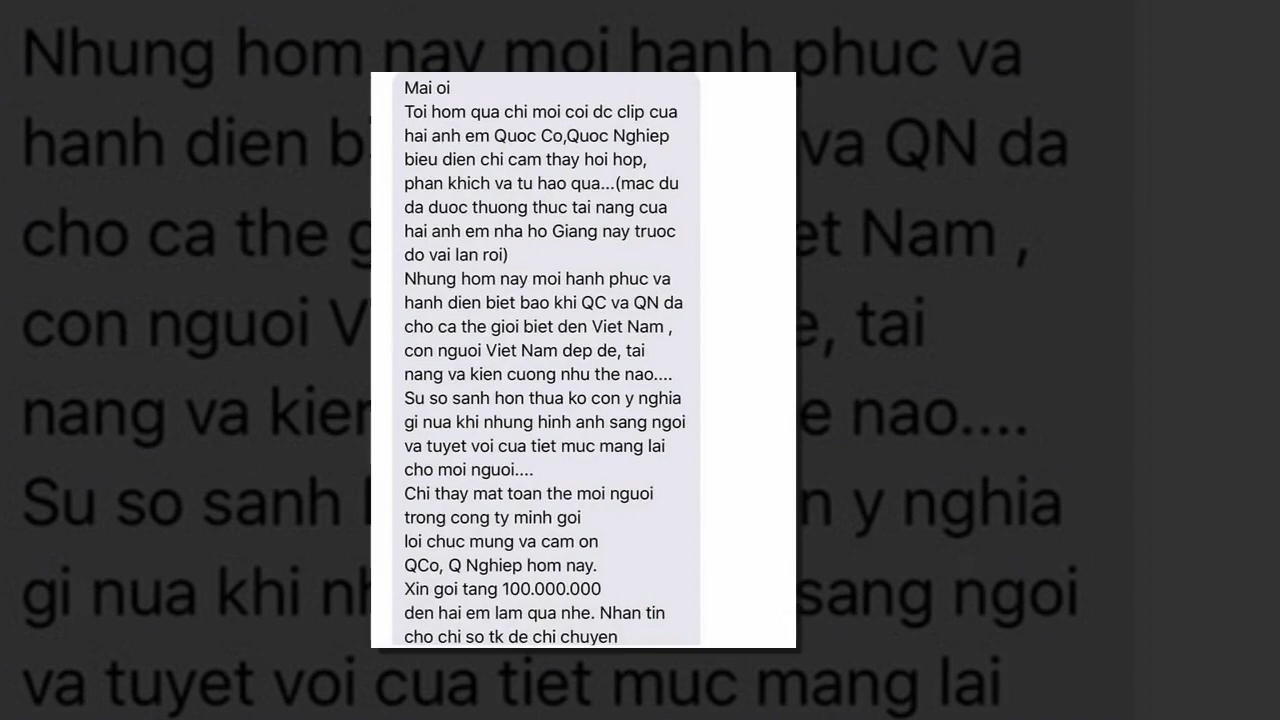 Mai oi
Toi hom qua chi moi coi dc clip cua
hai anh em Quoc Co,Quoc Nghiep
bieu dien chi cam thay hoi hop,
phan khich va tu hao qua...(mac du
da duoc thuong thuc tai nang cua
hai anh em nha ho Giang nay truoc
do vai lan roi)
Nhung hom nay moi hanh phuc va
hanh dien biet bao khi QC va QN da
cho ca the gioi biet den Viet Nam ,
con nguoi Viet Nam dep de, tai
nang va kien cuong nhu the nao....
Su so sanh hon thua ko con y nghia
gi nua khi nhung hinh anh sang ngoi
va tuyet voi cua tiet muc mang lai
cho moi nguoi....
Chi thay mat toan the moi nguoi
trong cong ty minh goi
loi chuc mung va cam on
QCo, Q Nghiep hom nay.
Xin goi tang 100.000.000
den hai em lam qua nhe. Nhan tin
cho chi so tk de chi chuyen